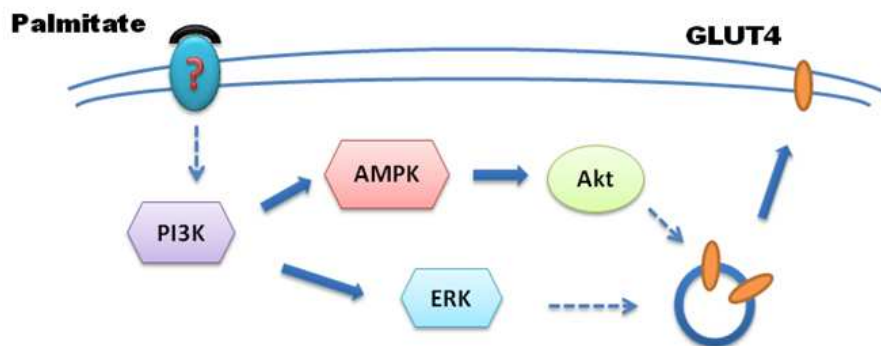 Palmitate
GLUT4
?
AMPK
Akt
PI3K
ERK